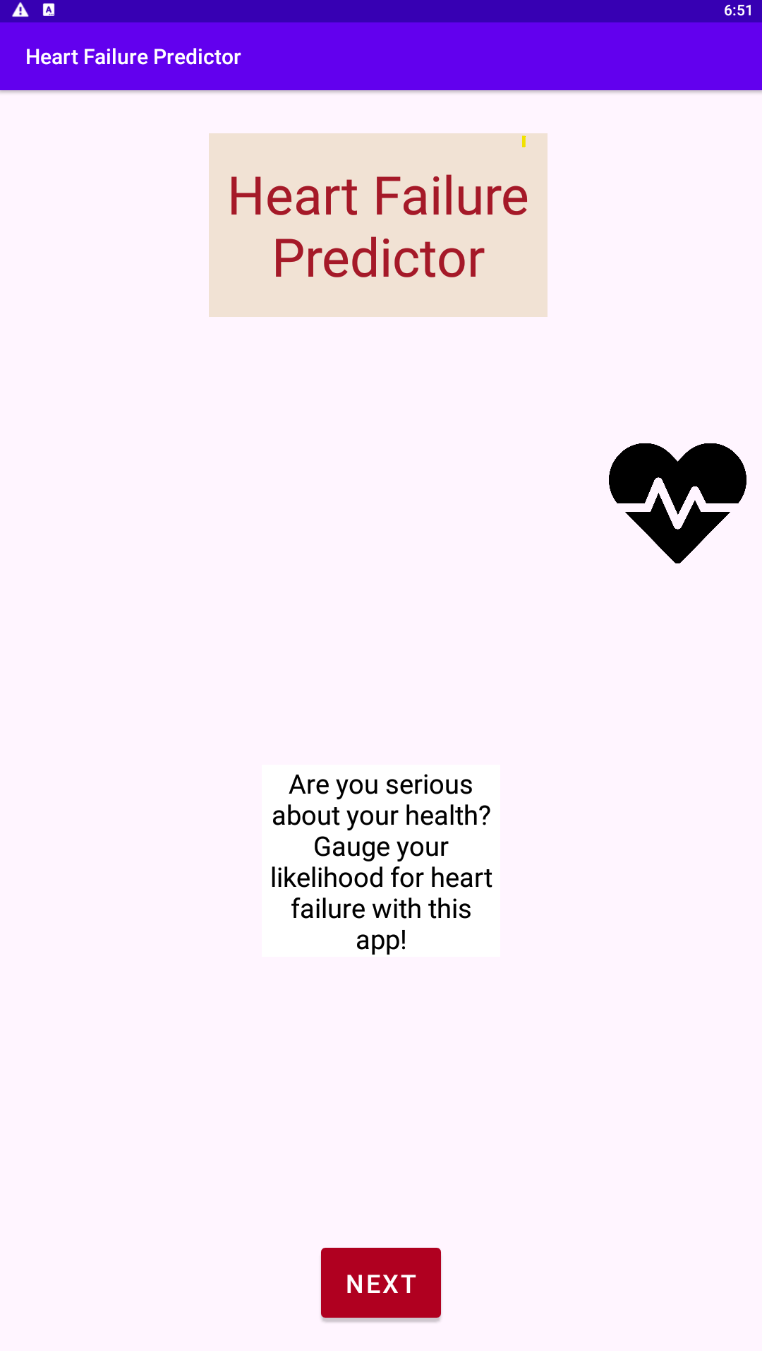 6:51
Heart Failure Predictor
Heart Failure
Predictor
Are you serious
about your health?
Gauge your
likelihood for heart
failure with this
app!
NEXT